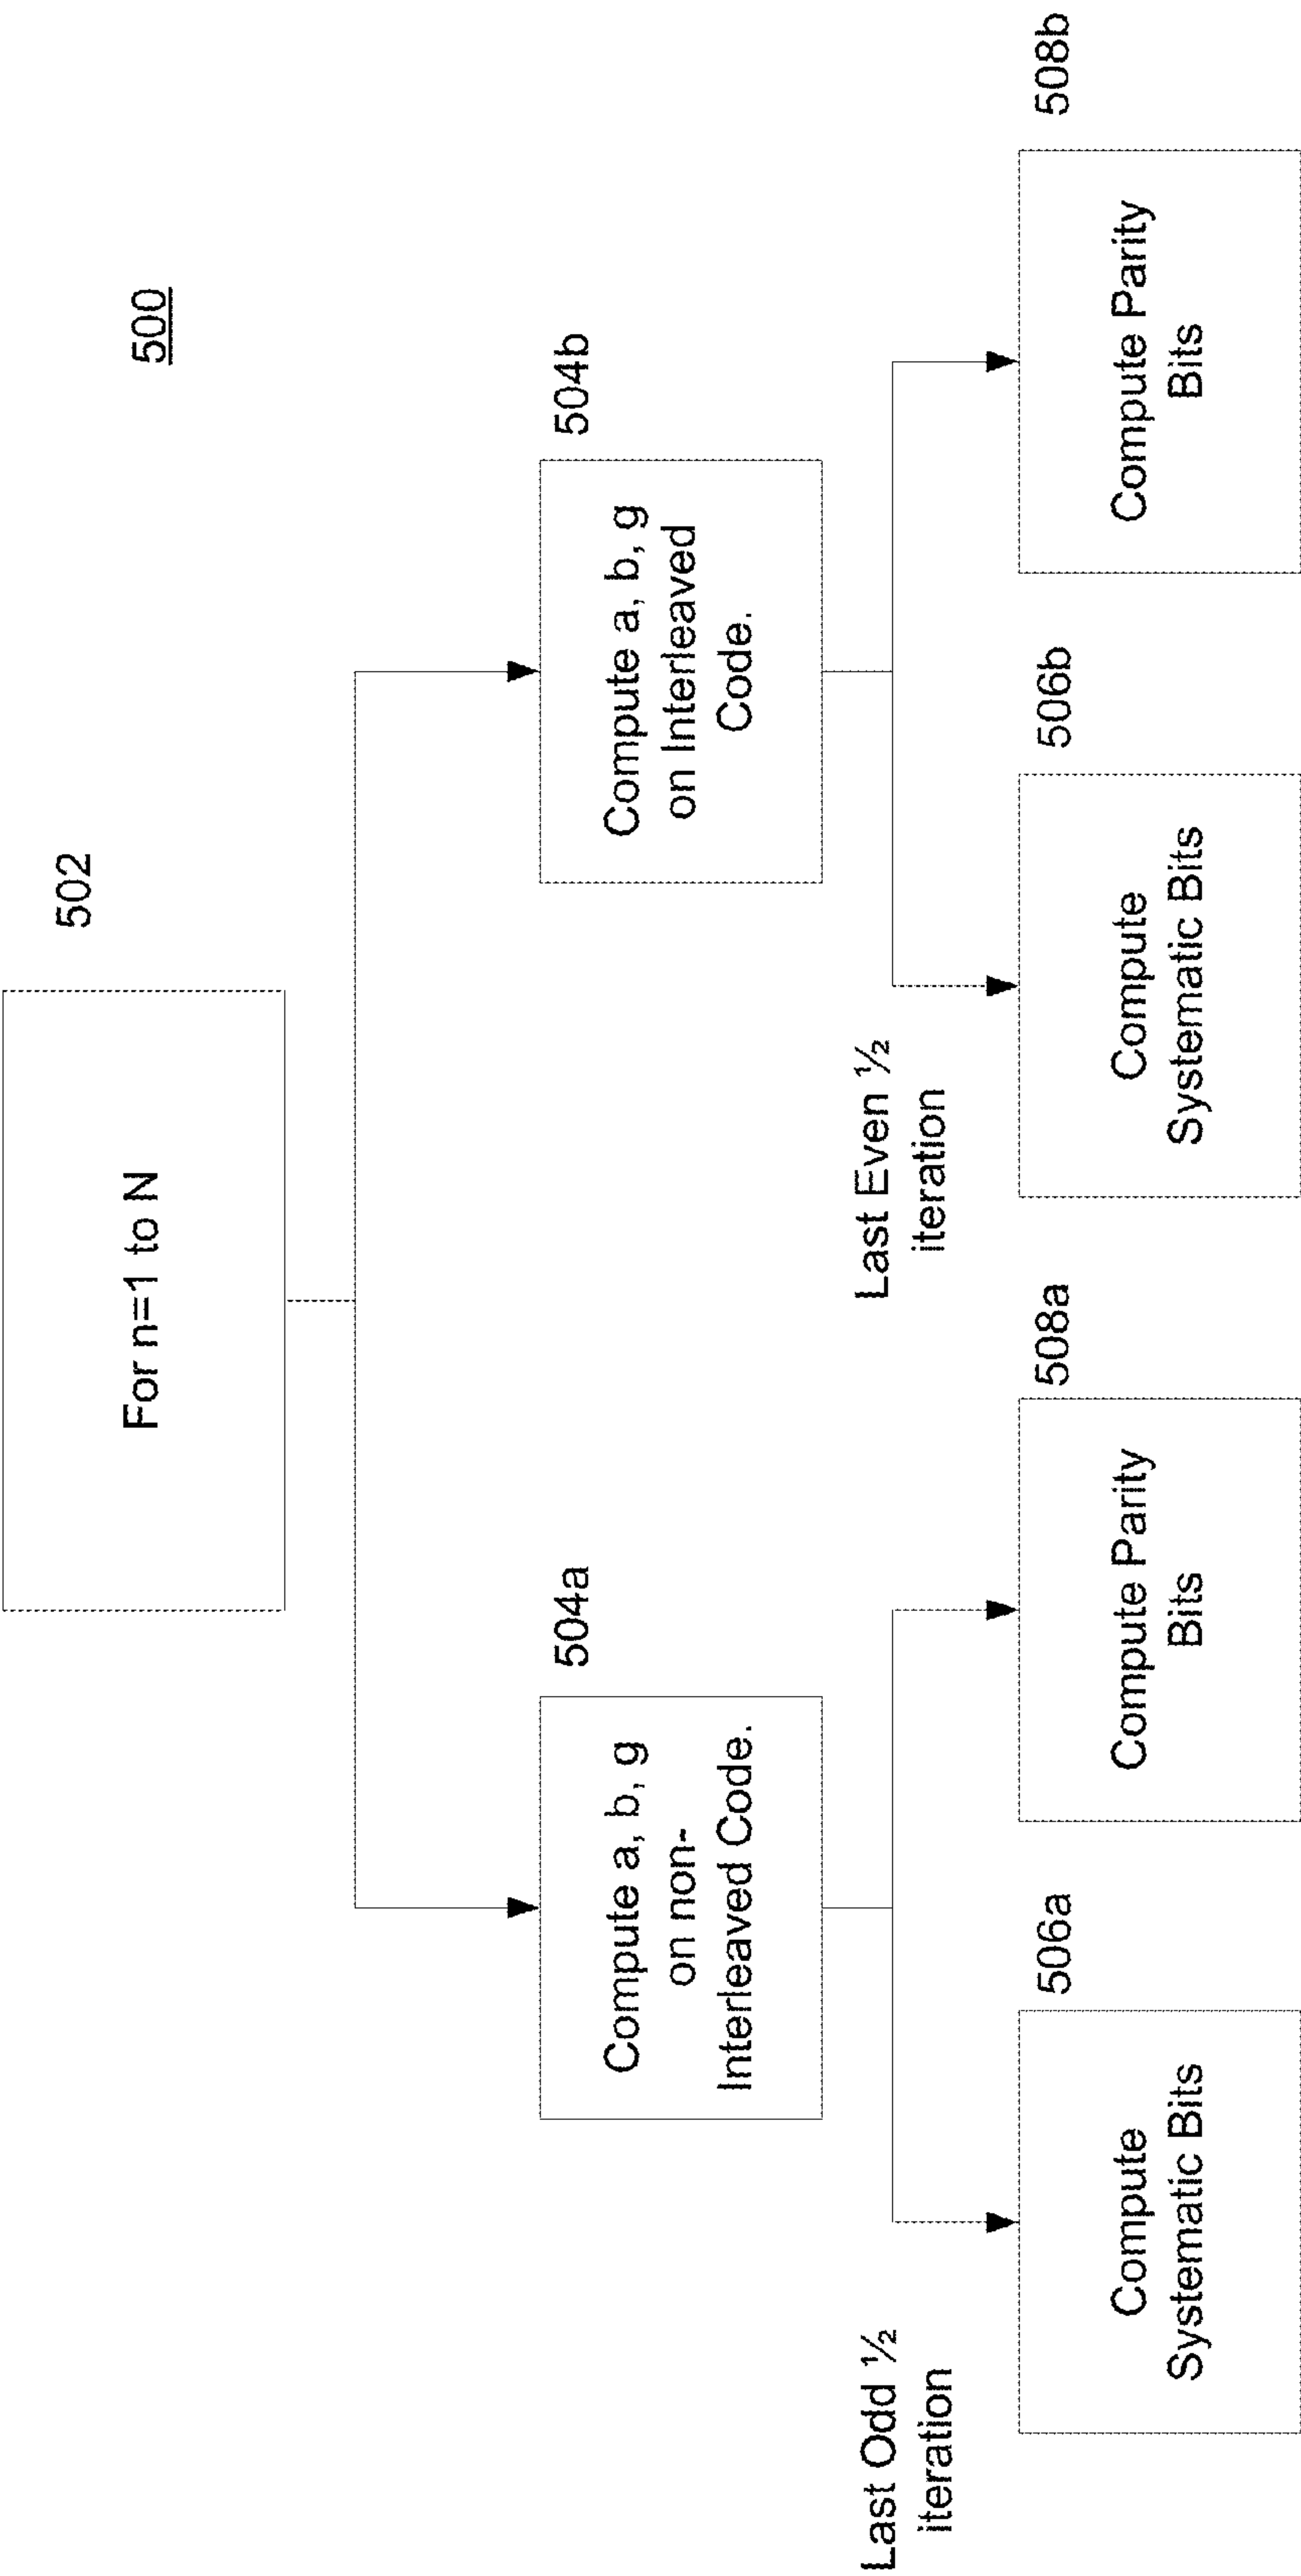 500
502
For n=1 to N
504a
Compute a, b, g
on non-
Interleaved Code.
504b
Compute a, b, g
on Interleaved
Code.
Last Odd ½
iteration
506a
Compute
Systematic Bits
508a
Compute Parity
Bits
Last Even ½
iteration
506b
Compute
Systematic Bits
508b
Compute Parity
Bits